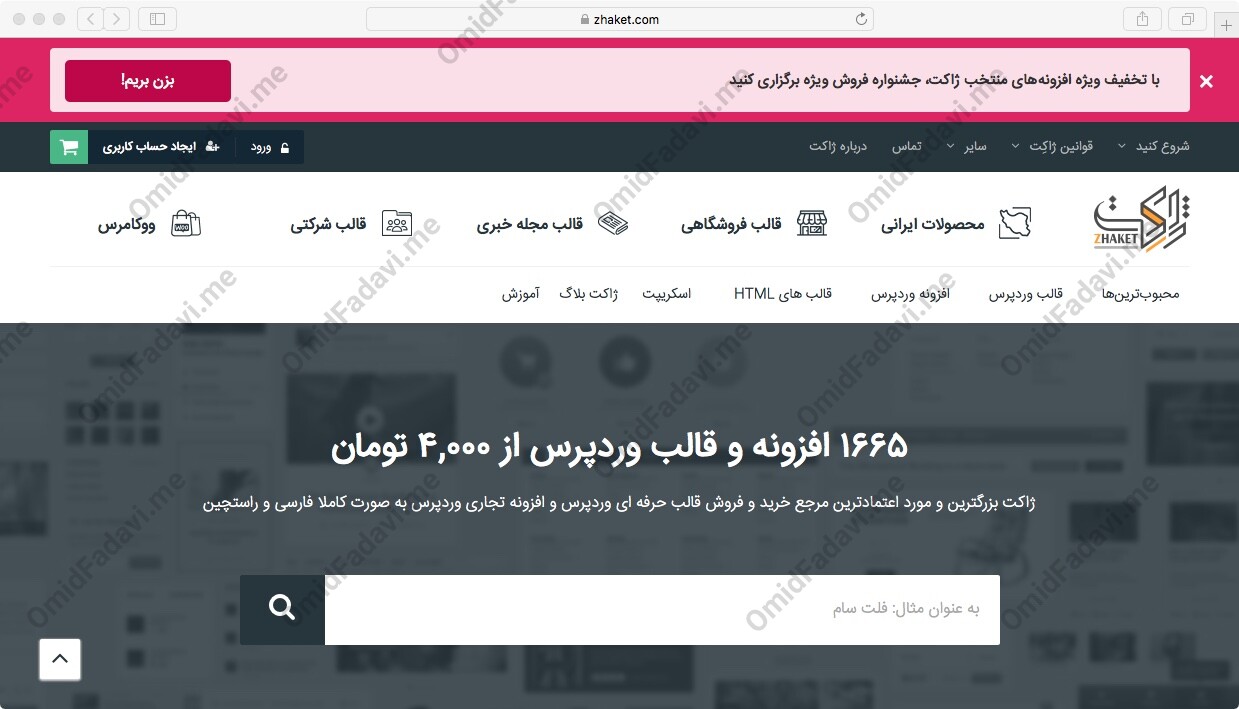 zhaket.com
با تخفیف ویژه افزونه‌های منتخب ژاکت، جشنواره فروش ویژه برگزاری کنید
بزن بریم!
شروع کنید
قوانین ژاکِت
سایر
تماس
درباره ژاکت
ورود
ایجاد حساب کاربری
ژاکت
ZHAKET
محصولات ایرانی
قالب فروشگاهی
قالب مجله خبری
قالب شرکتی
ووکامرس
محبوب‌ترین‌ها
قالب وردپرس
افزونه وردپرس
قالب های HTML
اسکریپت
ژاکت بلاگ
آموزش
۱۶۶۵ افزونه و قالب وردپرس از ۴,۰۰۰ تومان
ژاکت بزرگترین و مورد اعتمادترین مرجع خرید و فروش قالب حرفه ای وردپرس و افزونه تجاری وردپرس به صورت کاملا فارسی و راستچین
به عنوان مثال: فلت سام
OmidFadavi.me